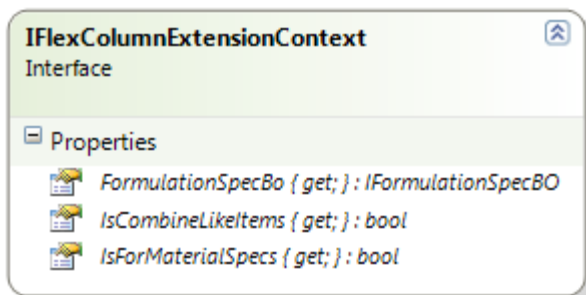 IFlexColumnExtensionContext
Interface
Properties
FormulationSpecBo { get; } : IFormulationSpecBO
IsCombineLikeItems { get; } : bool
IsForMaterialSpecs { get; } : bool